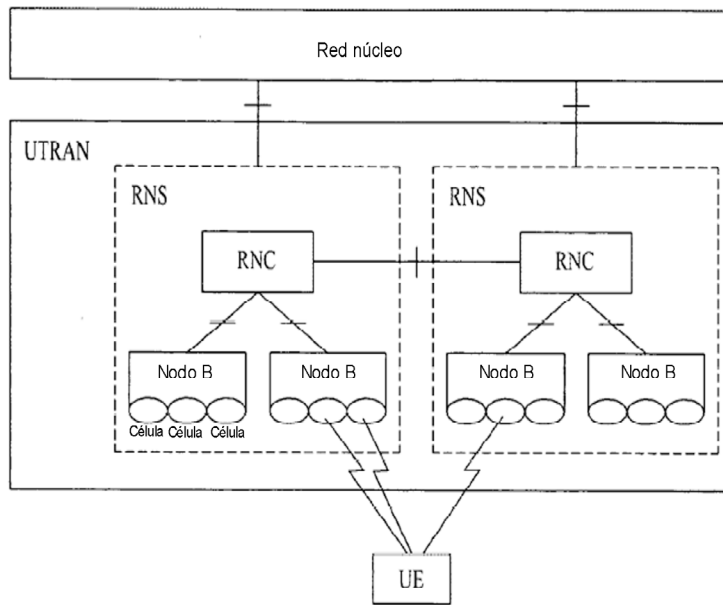 Red núcleo
UTRAN
RNS
RNS
RNC
RNC
Nodo B
Nodo B
Nodo B
Nodo B
Célula Célula Célula
UE